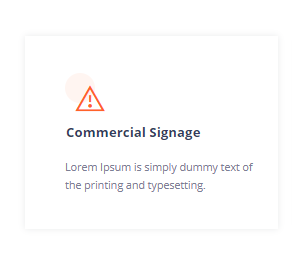 Commercial Signage
Lorem Ipsum is simply dummy text of
the printing and typesetting.